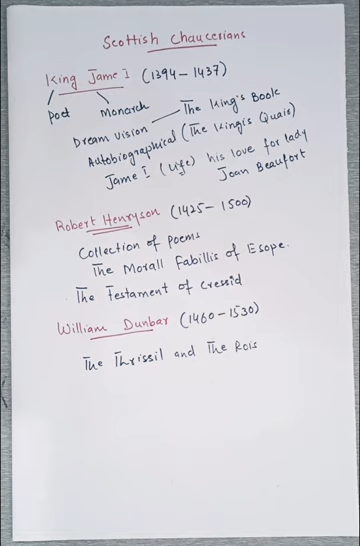 Scottish Chaucerians
King Jame I (1394-1437)
Poet Monarch
Dream Vision — The King's Book
Autobiographical (The Kingis Quair)
Jame I (Life) his love for lady
Joan Beaufort
Robert Henryson (1425-1500)
Collection of poems
The Morall Fabillis of Esope.
The Testament of Cressid
William Dunbar (1460-1530)
The Thrissil and The Rois